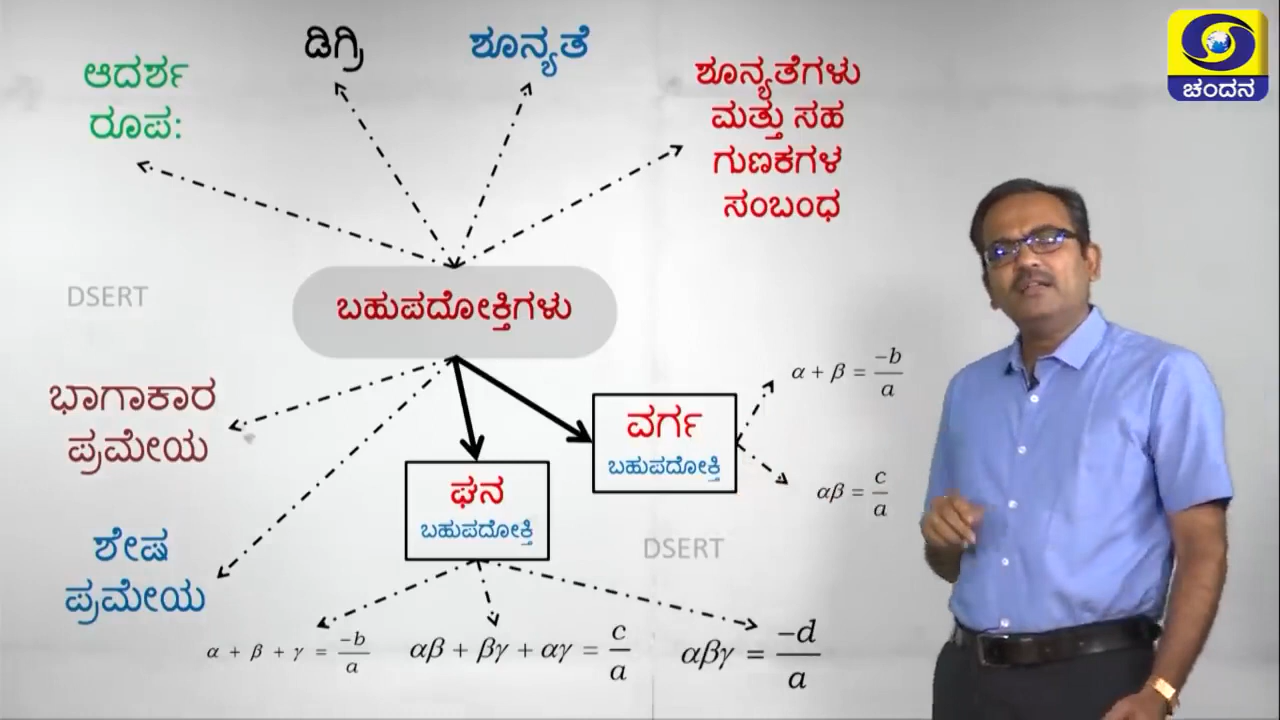 ಡಿಗ್ರಿ
ಶೂನ್ಯತೆ
ಆದರ್ಶ
ರೂಪ:
ಶೂನ್ಯತೆಗಳು
ಮತ್ತು ಸಹ
ಗುಣಕಗಳ
ಸಂಬಂಧ
ಚಂದನ
DSERT
ಬಹುಪದೋಕ್ತಿಗಳು
ಭಾಗಾಕಾರ
ಪ್ರಮೇಯ
ವರ್ಗ
ಬಹುಪದೋಕ್ತಿ
α + β = −b/a
αβ = c/a
ಘನ
ಬಹುಪದೋಕ್ತಿ
DSERT
ಶೇಷ
ಪ್ರಮೇಯ
α + β + γ = −b/a
αβ + βγ + αγ = c/a
αβγ = −d/a